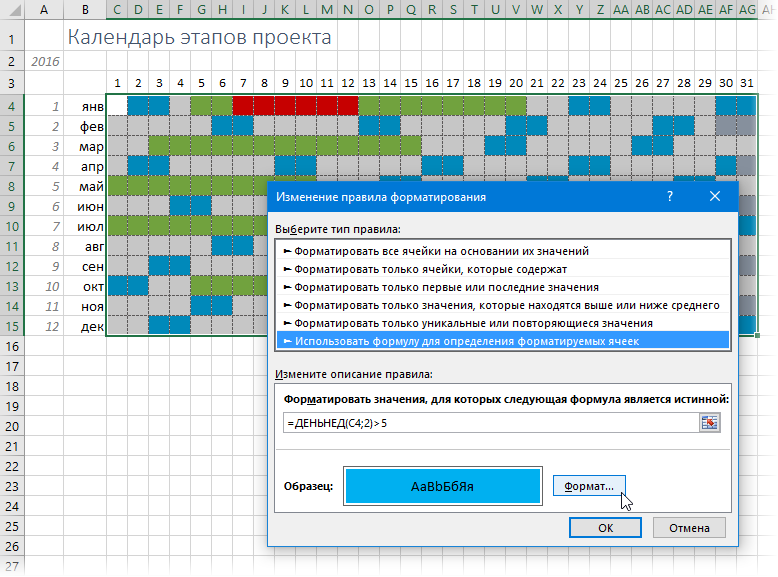 A B C D E F G H I J K L M N O P Q R S T U V W X Y Z AA AB AC AD AE AF AG
1 Календарь этапов проекта
2 2016
3 1 2 3 4 5 6 7 8 9 10 11 12 13 14 15 16 17 18 19 20 21 22 23 24 25 26 27 28 29 30 31
4 1 янв
5 2 фев
6 3 мар
7 4 апр
8 5 май
9 6 июн
10 7 июл
11 8 авг
12 9 сен
13 10 окт
14 11 ноя
15 12 дек
16
17
18
19
20
21
22
23
24
25
26
27
Изменение правила форматирования ?
Выберите тип правила:
► Форматировать все ячейки на основании их значений
► Форматировать только ячейки, которые содержат
► Форматировать только первые или последние значения
► Форматировать только значения, которые находятся выше или ниже среднего
► Форматировать только уникальные или повторяющиеся значения
► Использовать формулу для определения форматируемых ячеек
Измените описание правила:
Форматировать значения, для которых следующая формула является истинной:
=ДЕНЬНЕД(C4;2)>5
Образец: АаВbБбЯя Формат...
ОК Отмена